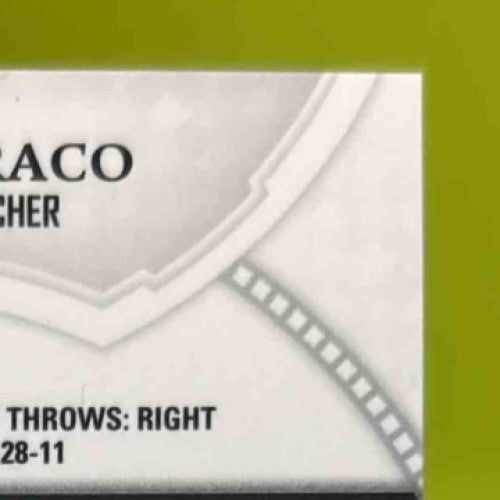 RACO
CHER
THROWS: RIGHT
28-11